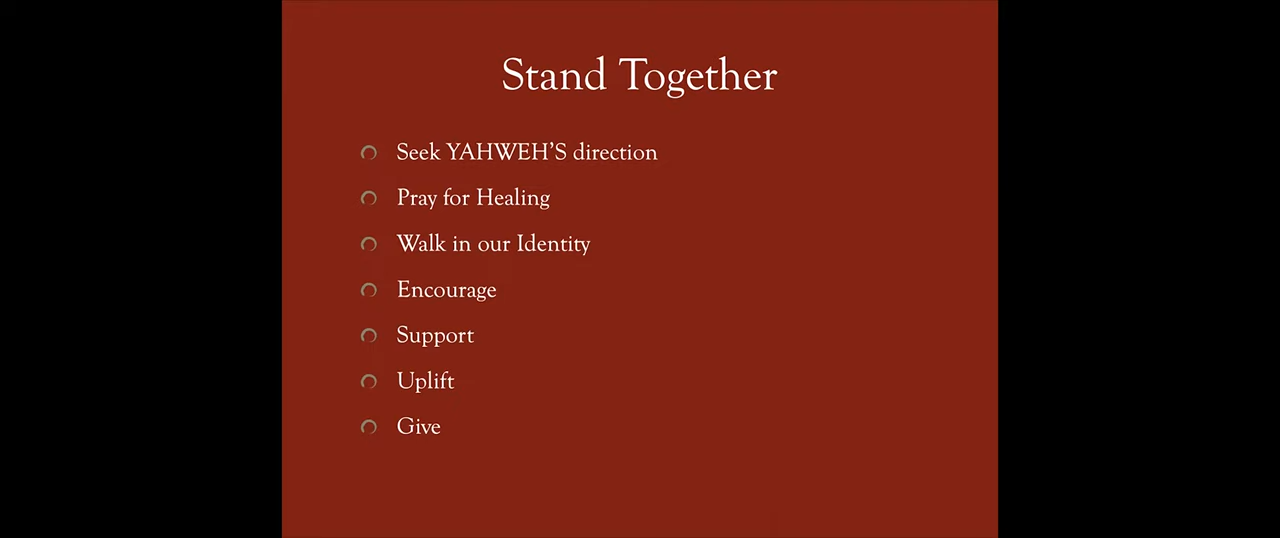 Stand Together
Seek YAHWEH’S direction
Pray for Healing
Walk in our Identity
Encourage
Support
Uplift
Give